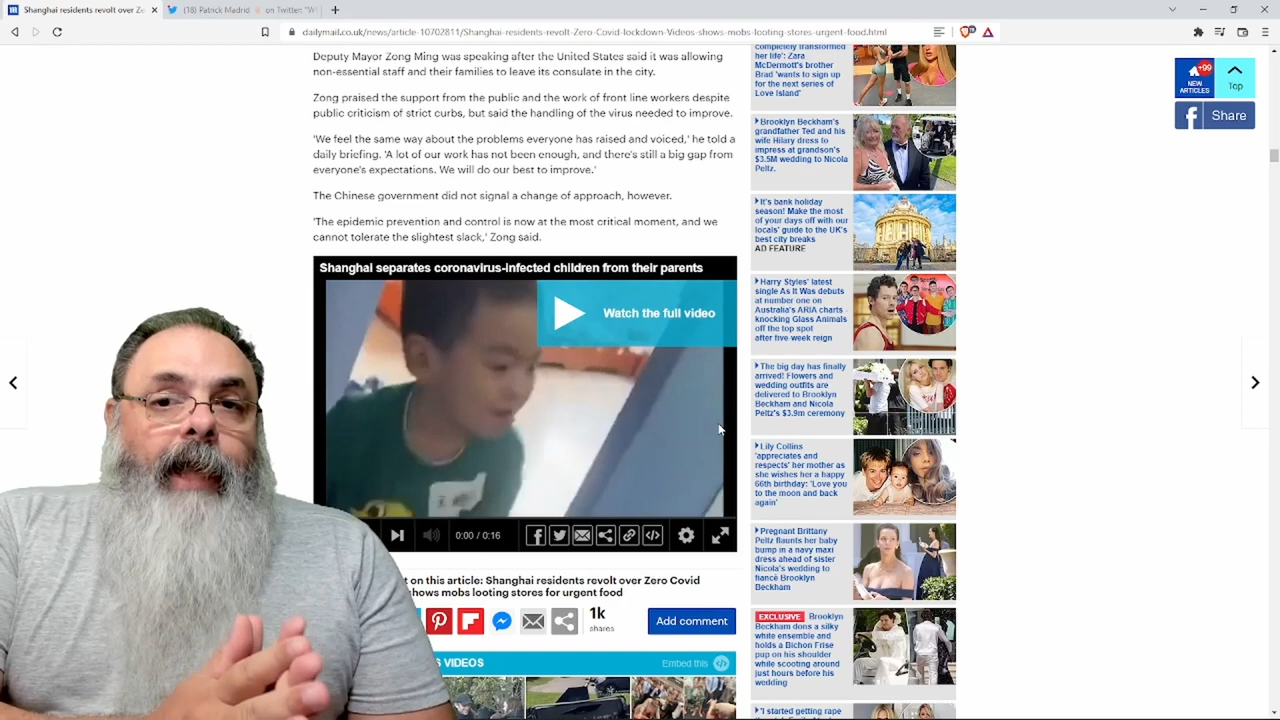 Shanghai residents revolt over Ze
(18) Patrick Madrid
on Twitter: "W
dailymail.co.uk/news/article-10702811/Shanghai-residents-revolt-Zero-Covid-lockdown-Videos-shows-mobs-looting-stores-urgent-food.html
Deputy Mayor Zong Ming was speaking after the United States said it was allowing
non-essential staff and their families to leave its consulate in the city.
Zong praised the support from the public and the work of front line workers despite
public criticism of strict curbs, but said the handling of the virus needed to improve.
'We feel the same way about the problems everyone has raised and voiced,' he told a
daily briefing. 'A lot of our work has not been enough, and there's still a big gap from
everyone's expectations. We will do our best to improve.'
The Chinese government did not signal a change of approach, however.
'The epidemic prevention and control in our city is at its most critical moment, and we
cannot tolerate the slightest slack,' Zong said.
Shanghai separates coronavirus-infected children from their parents
Watch the full video
0:00 / 0:16
t on this article: Shanghai residents revolt over Zero Covid
hows mobs looting stores for urgent food
1k
shares
Add comment
S VIDEOS
Embed this
completely transformed
her life': Zara
McDermott's brother
Brad 'wants to sign up
for the next series of
Love Island'
Brooklyn Beckham's
grandfather Ted and his
wife Hilary dress to
impress at grandson's
$3.5M wedding to Nicola
Peltz.
It's bank holiday
season! Make the most
of your days off with our
locals' guide to the UK's
best city breaks
AD FEATURE
Harry Styles' latest
single As It Was debuts
at number one on
Australia's ARIA charts -
knocking Glass Animals
off the top spot
after five week reign
The big day has finally
arrived! Flowers and
wedding outfits are
delivered to Brooklyn
Beckham and Nicola
Peltz's $3.9m ceremony
Lily Collins
'appreciates and
respects' her mother as
she wishes her a happy
66th birthday: 'Love you
to the moon and back
again'
Pregnant Brittany
Peltz flaunts her baby
bump in a navy maxi
dress ahead of sister
Nicola's wedding to
fiancé Brooklyn
Beckham
EXCLUSIVE Brooklyn
Beckham dons a silky
white ensemble and
holds a Bichon Frise
pup on his shoulder
while scooting around
just hours before his
wedding
'I started getting rape
+99
NEW
ARTICLES
Top
Share